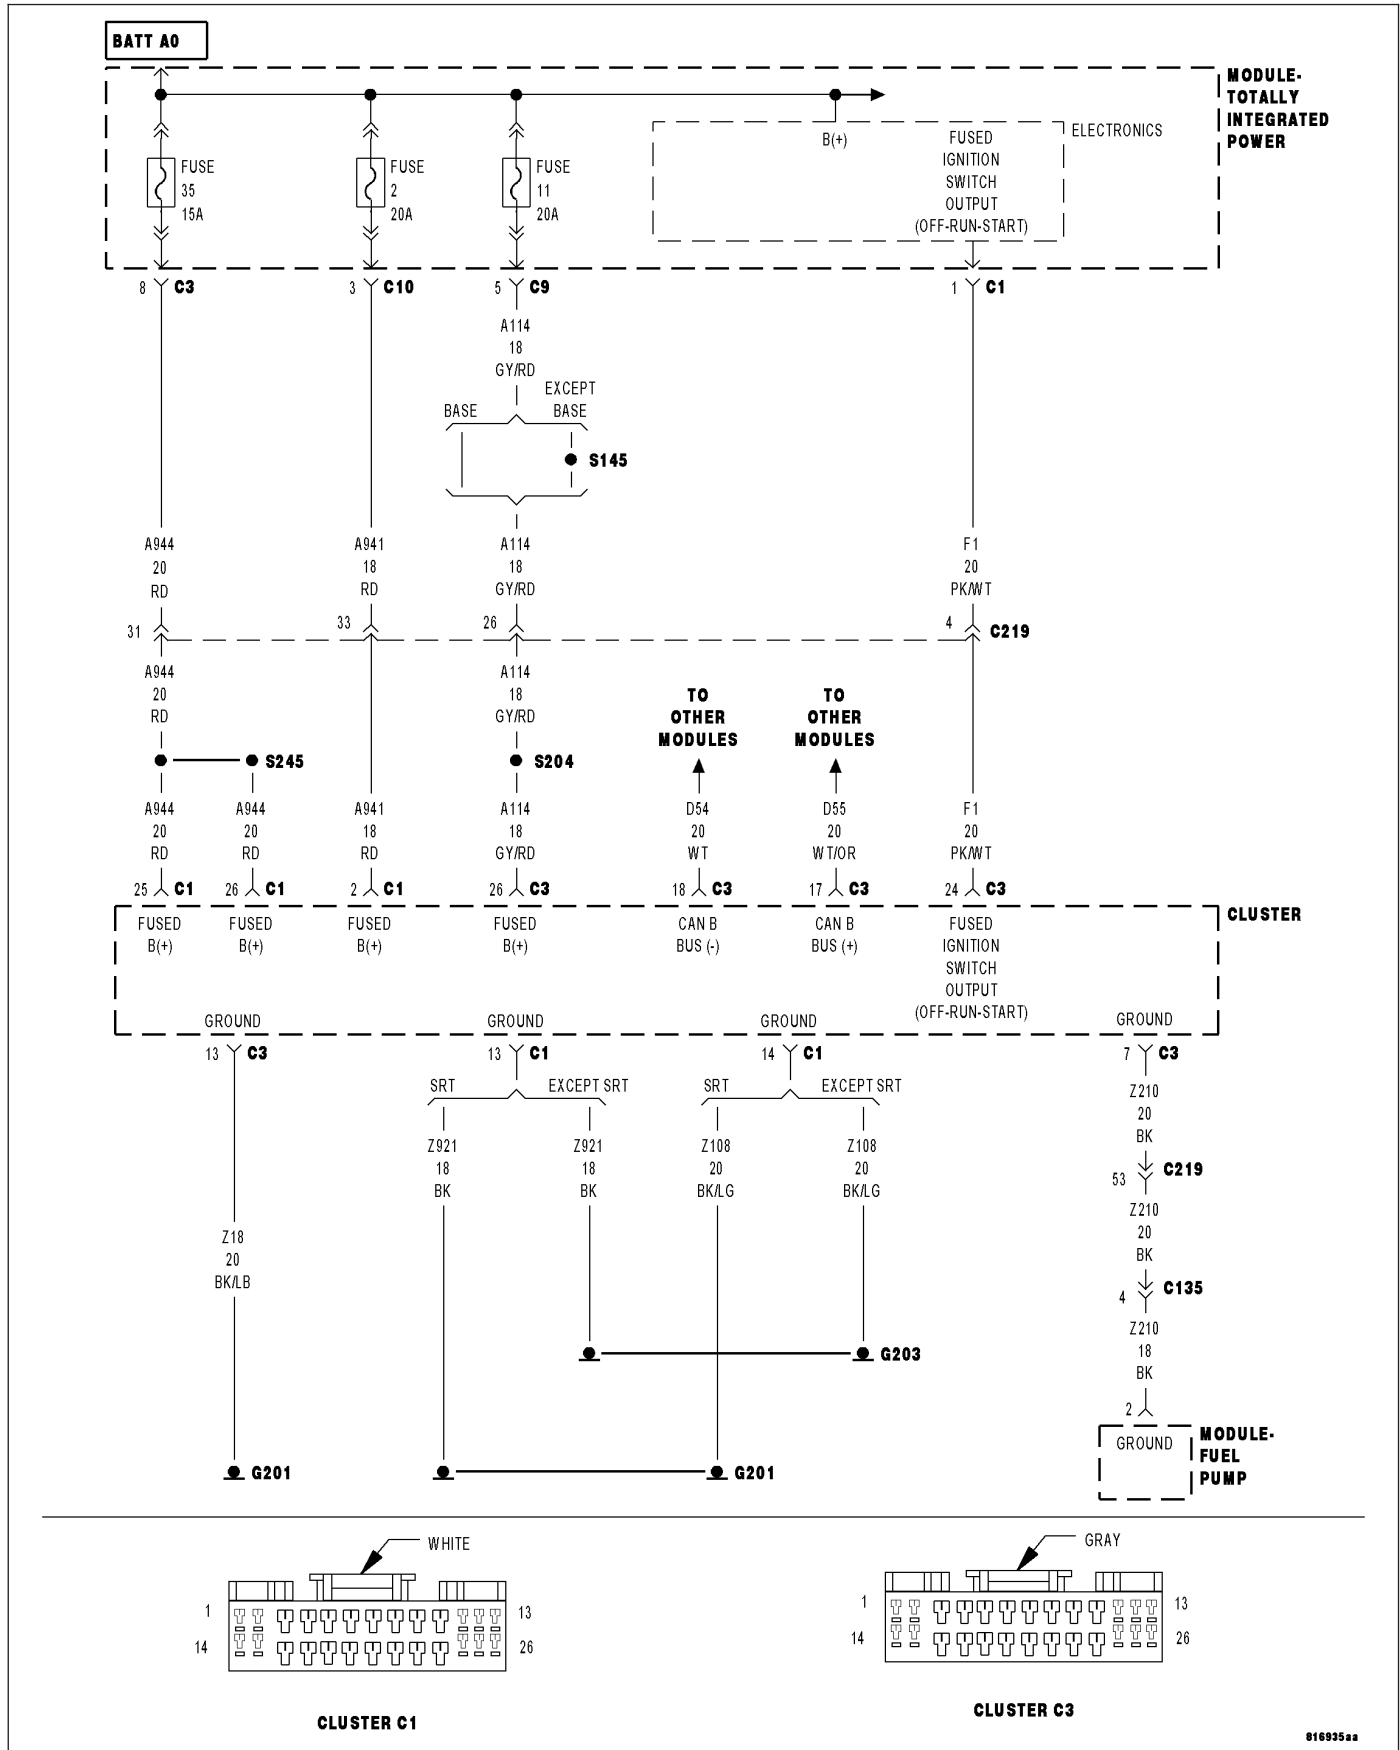 BATT A0
MODULE-
TOTALLY
INTEGRATED
POWER
ELECTRONICS
B(+)
FUSED
IGNITION
SWITCH
OUTPUT
(OFF-RUN-START)
FUSE
35
15A
FUSE
2
20A
FUSE
11
20A
8 C3
3 C10
5 C9
1 C1
A114
18
GY/RD
BASE
EXCEPT
BASE
S145
A944
20
RD
A941
18
RD
A114
18
GY/RD
F1
20
PK/WT
31
33
26
4
C219
A944
20
RD
A114
18
GY/RD
TO
OTHER
MODULES
TO
OTHER
MODULES
S245
S204
A944
20
RD
A944
20
RD
A941
18
RD
A114
18
GY/RD
D54
20
WT
D55
20
WT/OR
F1
20
PK/WT
25 C1
26 C1
2 C1
26 C3
18 C3
17 C3
24 C3
CLUSTER
FUSED
B(+)
FUSED
B(+)
FUSED
B(+)
FUSED
B(+)
CAN B
BUS (-)
CAN B
BUS (+)
FUSED
IGNITION
SWITCH
OUTPUT
(OFF-RUN-START)
GROUND
GROUND
GROUND
GROUND
13 C3
13 C1
14 C1
7 C3
SRT
EXCEPT SRT
SRT
EXCEPT SRT
Z921
18
BK
Z921
18
BK
Z108
20
BK/LG
Z108
20
BK/LG
Z210
20
BK
53
C219
Z18
20
BK/LB
Z210
20
BK
4
C135
Z210
18
BK
G203
2
GROUND
MODULE-
FUEL
PUMP
G201
G201
WHITE
1
13
14
26
CLUSTER C1
GRAY
1
13
14
26
CLUSTER C3
816935aa